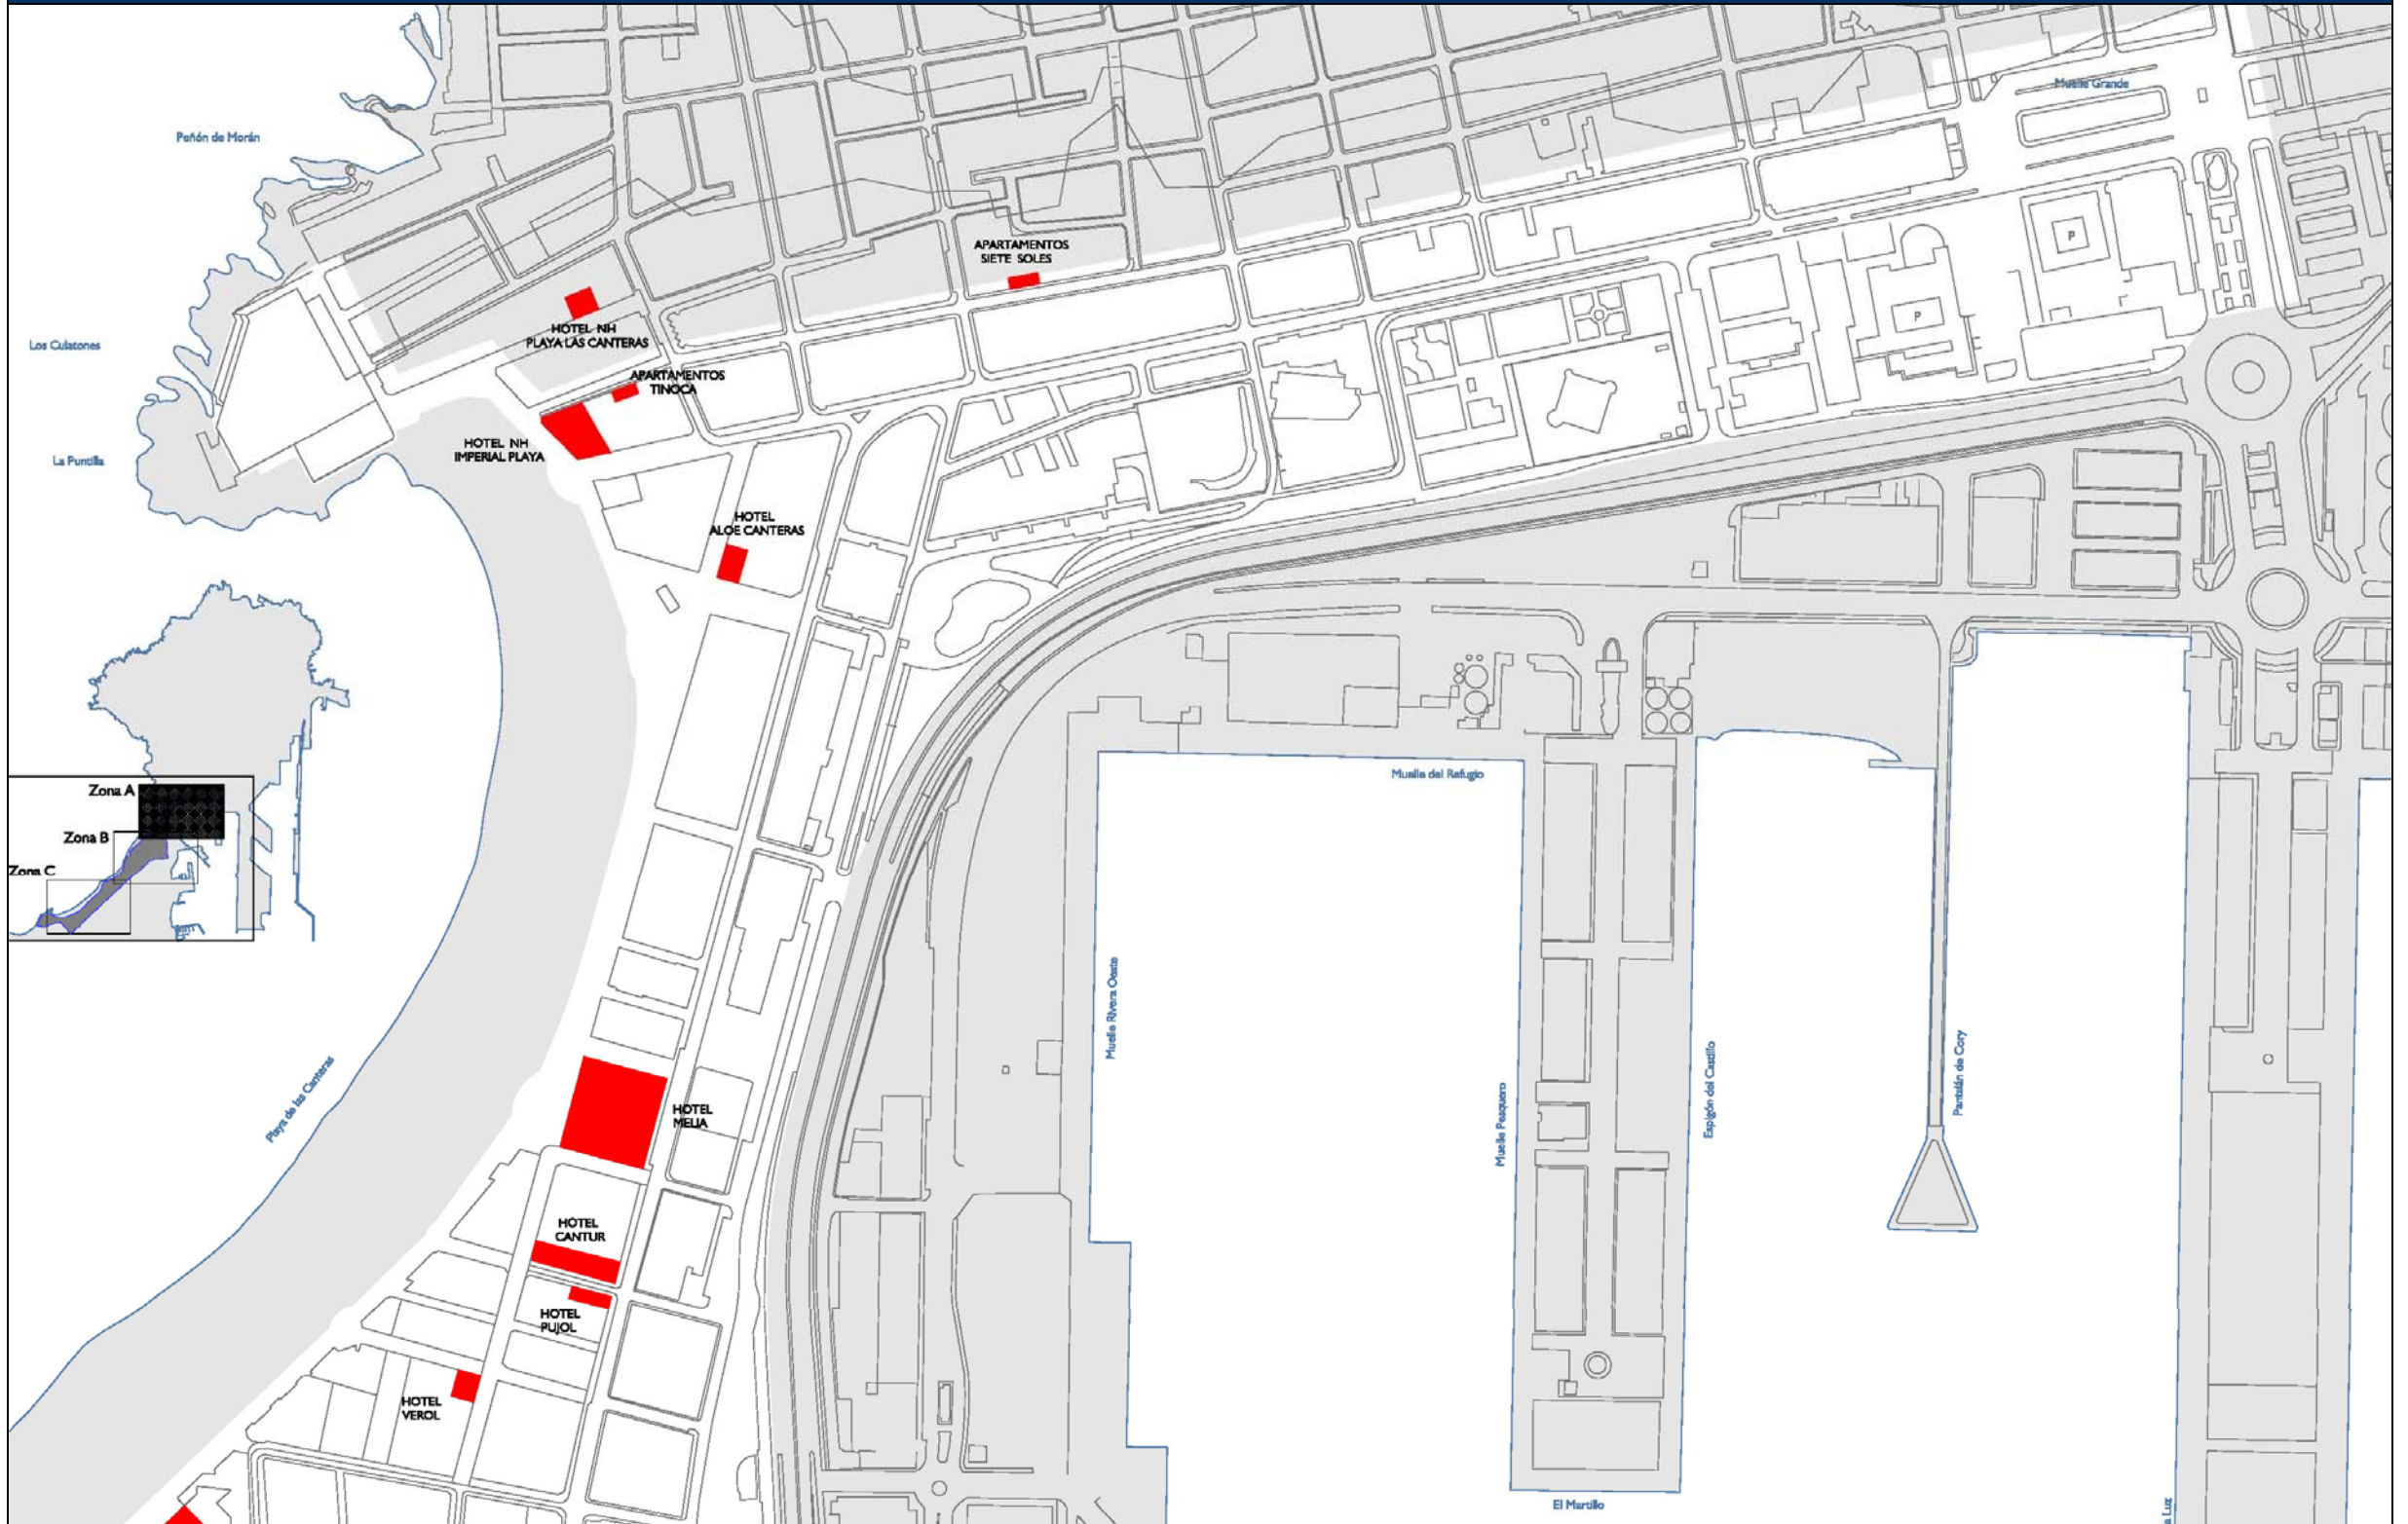 Muelle Grande
Peñón de Morán
APARTAMENTOS
SIETE SOLES
P
P
HOTEL NH
PLAYA LAS CANTERAS
Los Culatones
APARTAMENTOS
TINOCA
HOTEL NH
IMPERIAL PLAYA
La Puntilla
HOTEL
ALOE CANTERAS
Muelle del Refugio
Zona A
Zona B
Zona C
Muelle Rivera Oeste
Playa de las Canteras
Muelle Pesquero
Espigón del Castillo
Pantalán de Cory
HOTEL
MELIA
HOTEL
CANTUR
HOTEL
PUJOL
HOTEL
VEROL
El Martillo
a Luz